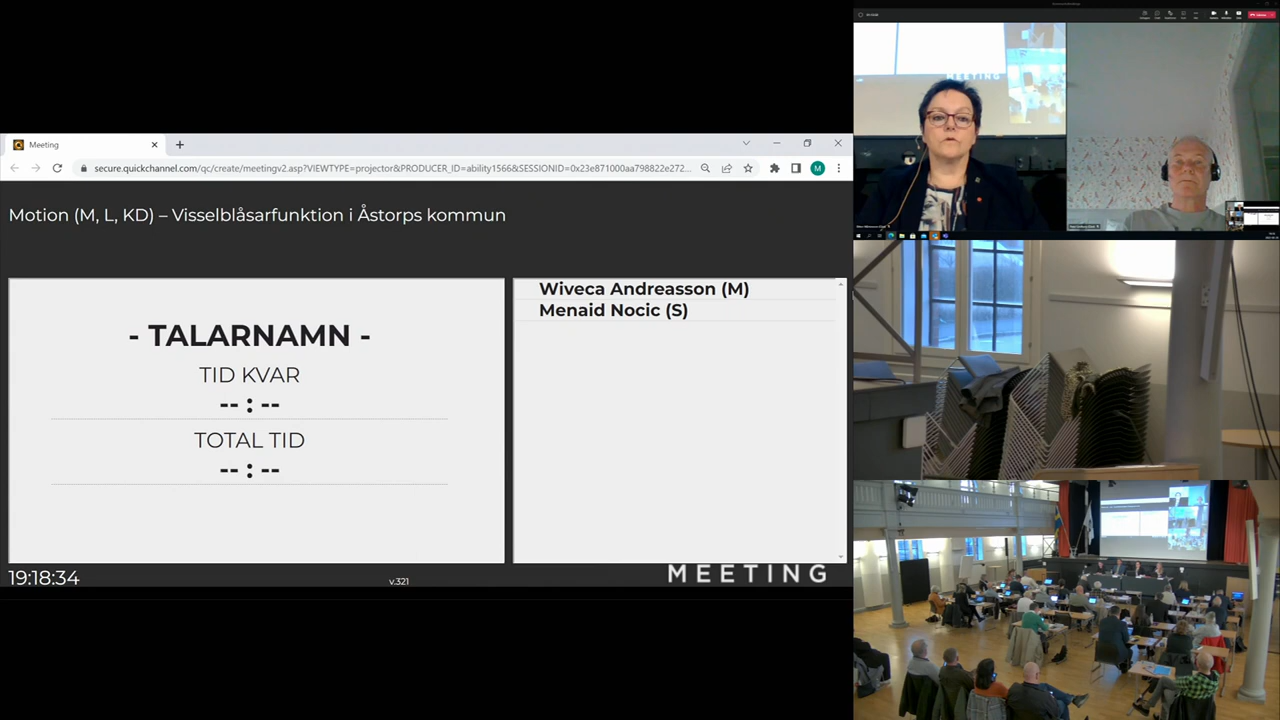 Meeting
secure.quickchannel.com/qc/create/meetingv2.asp?VIEWTYPE=projector&PRODUCER_ID=ability1566&SESSIONID=0x23e871000aa798822e272...
M
Motion (M, L, KD) – Visselblåsarfunktion i Åstorps kommun
- TALARNAMN -
TID KVAR
-- : --
TOTAL TID
-- : --
Wiveca Andreasson (M)
Menaid Nocic (S)
19:18:34
v.321
MEETING
MEETING